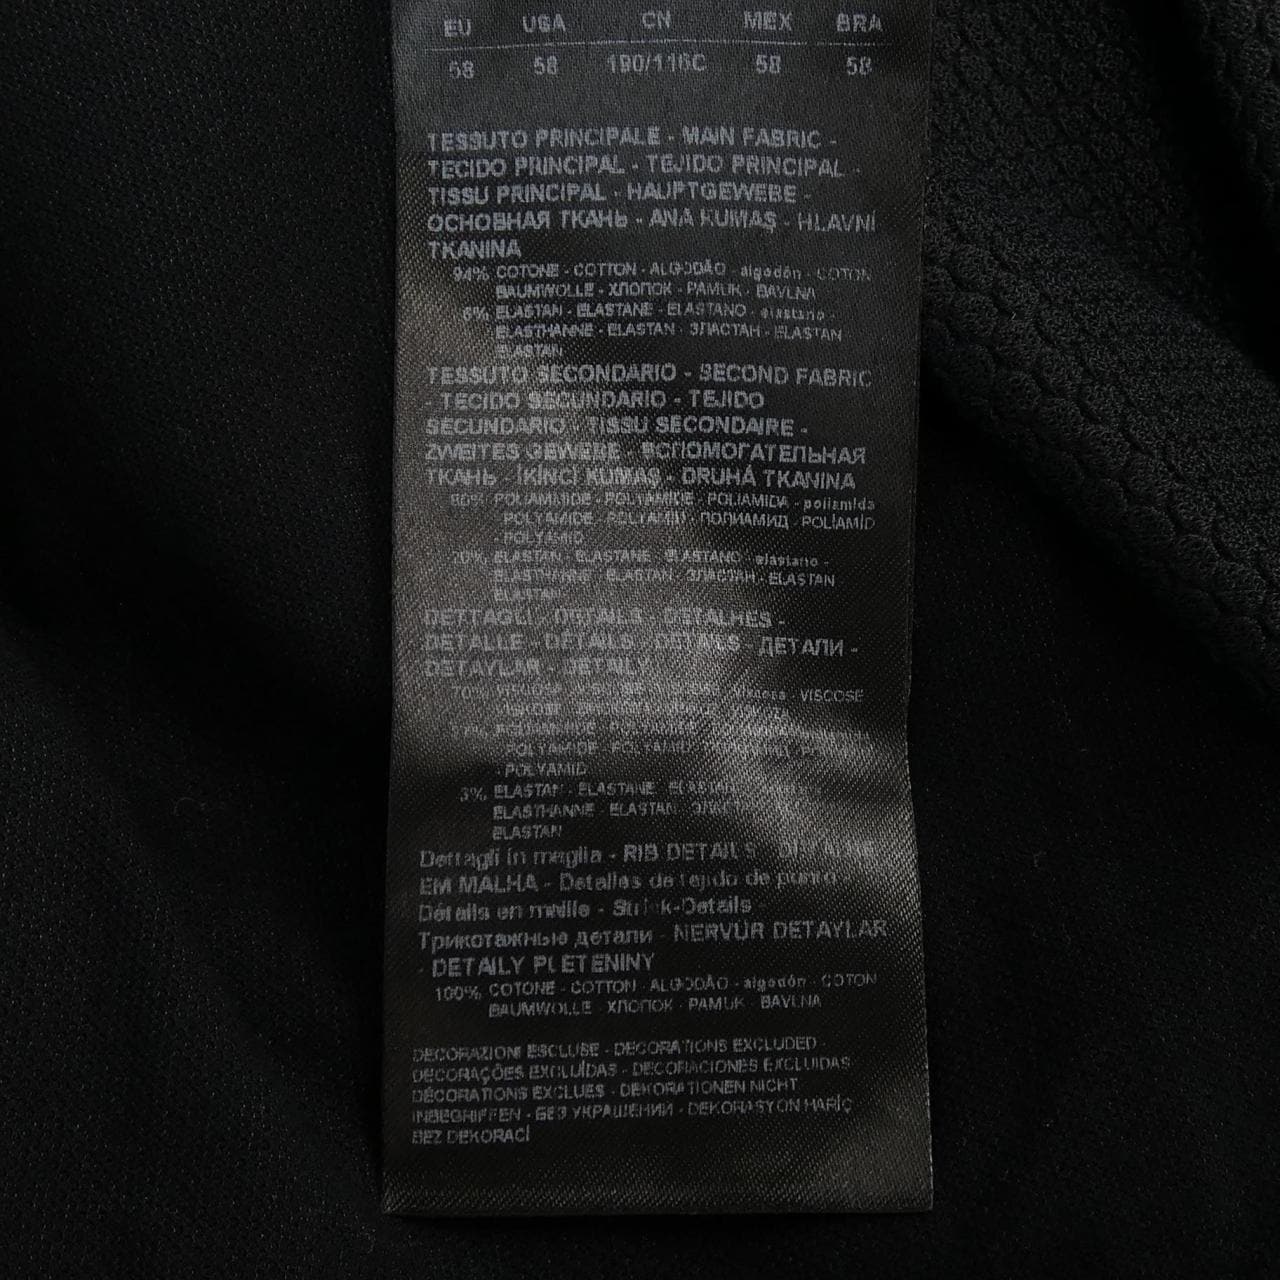 EU USA CN MEX BRA
58 58 190/116C 58 58
TESSUTO PRINCIPALE - MAIN FABRIC -
TECIDO PRINCIPAL - TEJIDO PRINCIPAL -
TISSU PRINCIPAL - HAUPTGEWEBE -
ОСНОВНАЯ ТКАНЬ - ANA KUMAŞ - HLAVNÍ
TKANINA
94% COTONE - COTTON - ALGODÃO - algodón - COTON
BAUMWOLLE - ХЛОПОК - PAMUK - BAVLNA
6% ELASTAN - ELASTANE - ELASTANO - elastano -
ELASTHANNE - ELASTAN - ЭЛАСТАН - ELASTAN
ELASTAN
TESSUTO SECONDARIO - SECOND FABRIC
TECIDO SECUNDARIO - TEJIDO
SECUNDARIO - TISSU SECONDAIRE -
ZWEITES GEWEBE - ВСПОМОГАТЕЛЬНАЯ
ТКАНЬ - İKİNCİ KUMAŞ - DRUHÁ TKANINA
80% POLIAMMIDE - POLYAMIDE - POLIAMIDA - poliamida
POLYAMIDE - POLYAMID - ПОЛИАМИД - POLİAMİD
- POLYAMID
20% ELASTAN - ELASTANE - ELASTANO - elastano -
ELASTHANNE - ELASTAN - ЭЛАСТАН - ELASTAN
ELASTAN
DETTAGLI - DETAILS - DETALHES -
DETALLE - DÉTAILS - DETAILS - ДЕТАЛИ -
DETAYLAR - DETAILY
70% VISCOSA - VISCOSE - - Viscosa - VISCOSE
POLYAMIDE - POLYAMID
- POLYAMID
3% ELASTAN - ELASTANE - ELASTANO
ELASTHANNE - ELASTAN - ЭЛАСТ
ELASTAN
Dettagli in maglia - RIB DETAILS - DETALHES
EM MALHA - Detalles de tejido de punto
Détails en maille - Strick-Details -
Трикотажные детали - NERVÜR DETAYLAR
- DETAILY PLETENINY
100% COTONE - COTTON - ALGODÃO - algodón - COTON
BAUMWOLLE - ХЛОПОК - PAMUK - BAVLNA
DECORAZIONI ESCLUSE - DECORATIONS EXCLUDED -
DECORAÇÕES EXCLUÍDAS - DECORACIONES EXCLUIDAS
DÉCORATIONS EXCLUES - DEKORATIONEN NICHT
INBEGRIFFEN - БЕЗ УКРАШЕНИЙ - DEKORASYON HARİÇ
BEZ DEKORACÍ